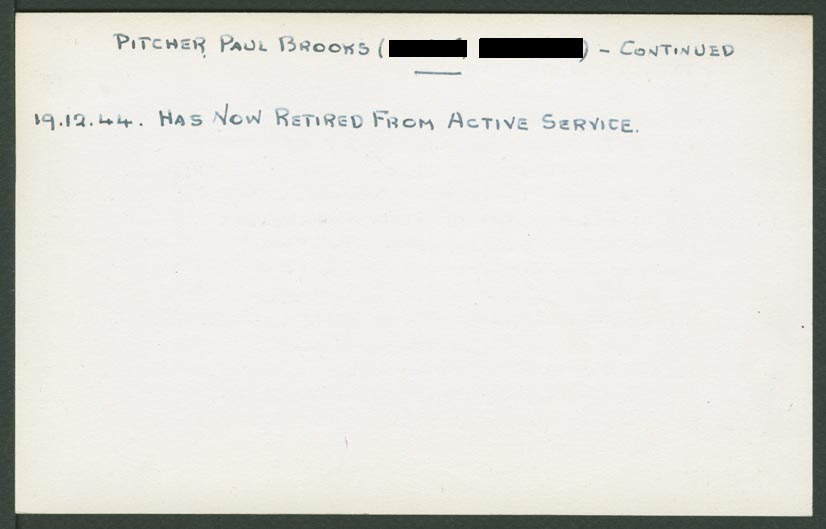 PITCHER, PAUL BROOKS ( ) - CONTINUED
19.12.44. HAS NOW RETIRED FROM ACTIVE SERVICE.